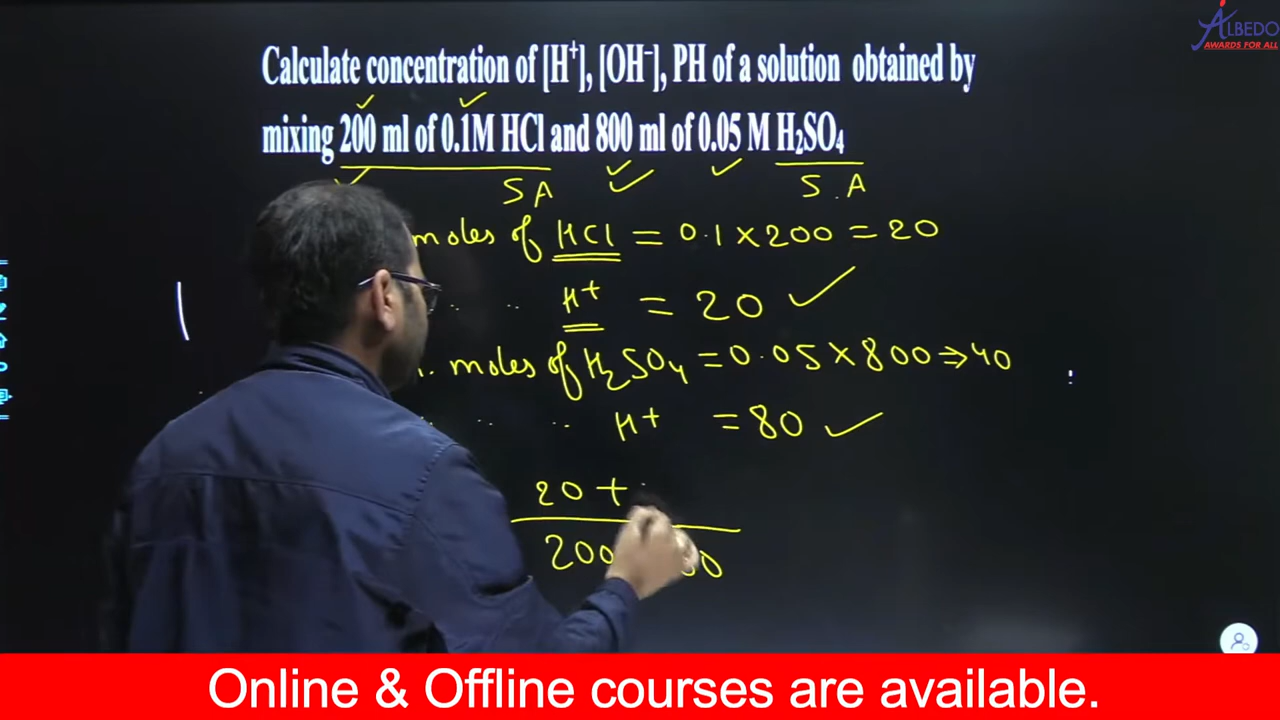 ALBEDO
AWARDS FOR ALL
Calculate concentration of [H⁺], [OH⁻], PH of a solution obtained by
mixing 200 ml of 0.1M HCl and 800 ml of 0.05 M H₂SO₄
SA S.A
moles of HCl = 0.1 × 200 = 20
" " H⁺ = 20
moles of H₂SO₄ = 0.05 × 800 ⇒ 40
" " H⁺ = 80
20 +
200
Online & Offline courses are available.